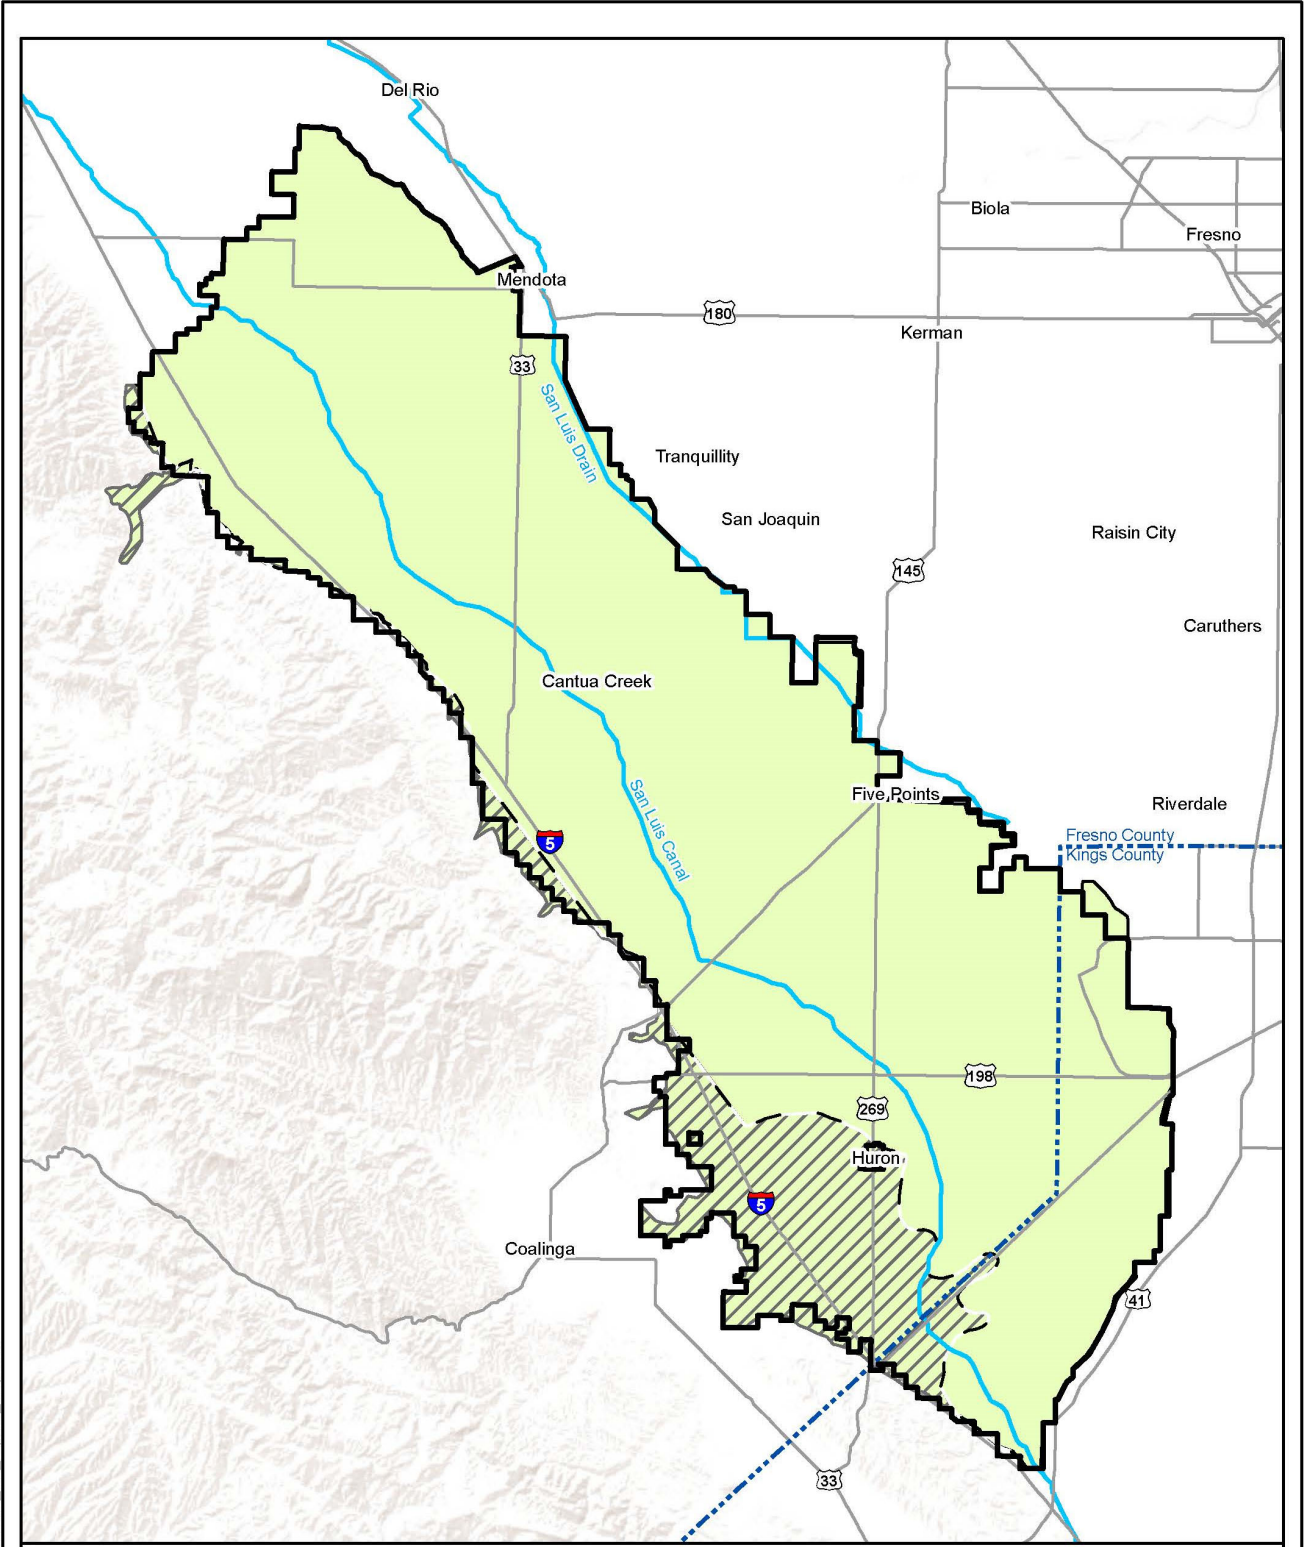 Del Rio
Biola
Fresno
Mendota
180
Kerman
33
San Luis Drain
Tranquillity
San Joaquin
Raisin City
145
Caruthers
Cantua Creek
San Luis Canal
Five Points
Riverdale
5
Fresno County
Kings County
198
269
Huron
5
Coalinga
41
33